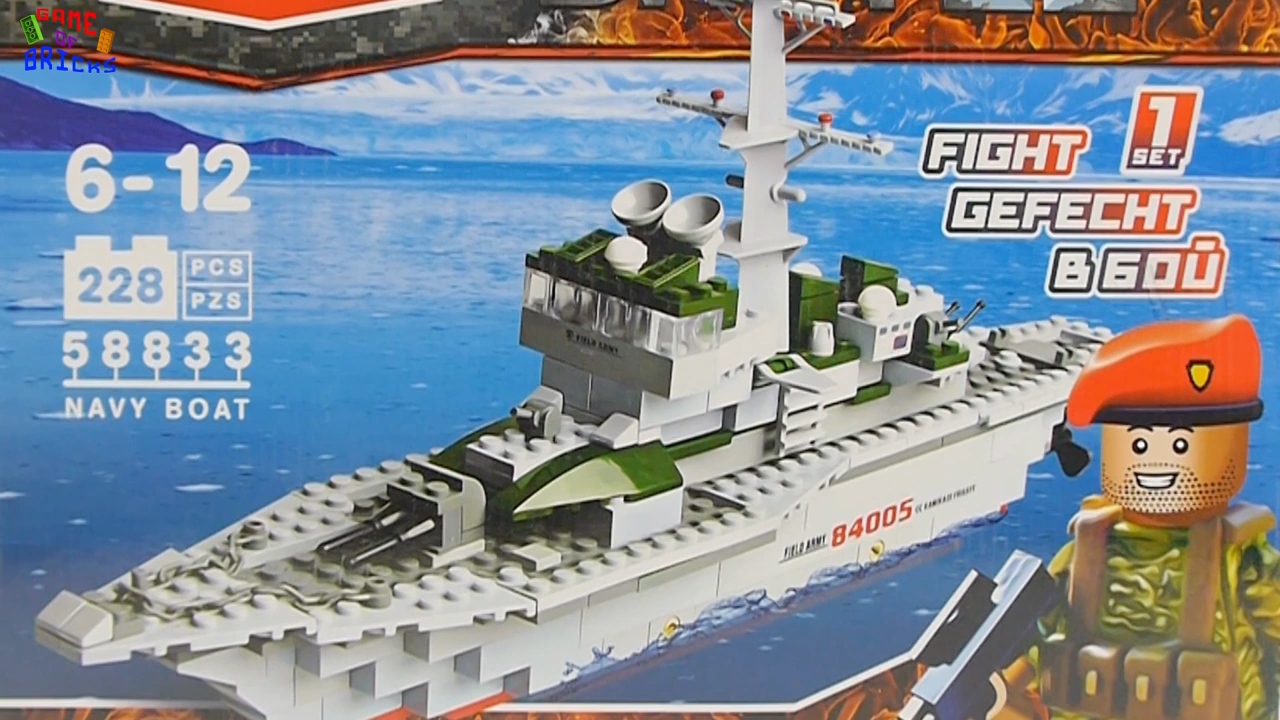 GAME
OF
BRICKS
6-12
228 PCS
PZS
58833
NAVY BOAT
1
SET
FIGHT
GEFECHT
В БОЙ
FIELD ARMY
FIELD ARMY 84005